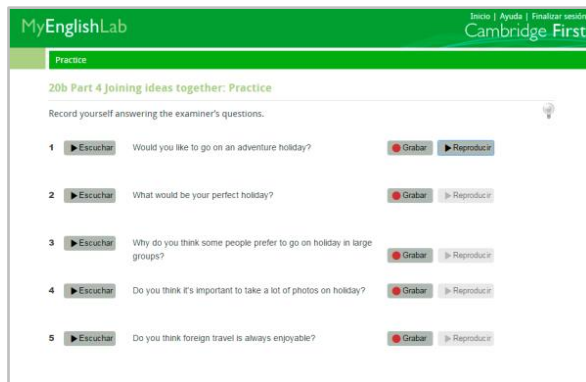 MyEnglishLab
Inicio | Ayuda | Finalizar sesión
Cambridge First
Practice
20b Part 4 Joining ideas together: Practice
Record yourself answering the examiner's questions.
1 Escuchar Would you like to go on an adventure holiday? Grabar Reproducir
2 Escuchar What would be your perfect holiday? Grabar Reproducir
3 Escuchar Why do you think some people prefer to go on holiday in large
groups? Grabar Reproducir
4 Escuchar Do you think it's important to take a lot of photos on holiday? Grabar Reproducir
5 Escuchar Do you think foreign travel is always enjoyable? Grabar Reproducir